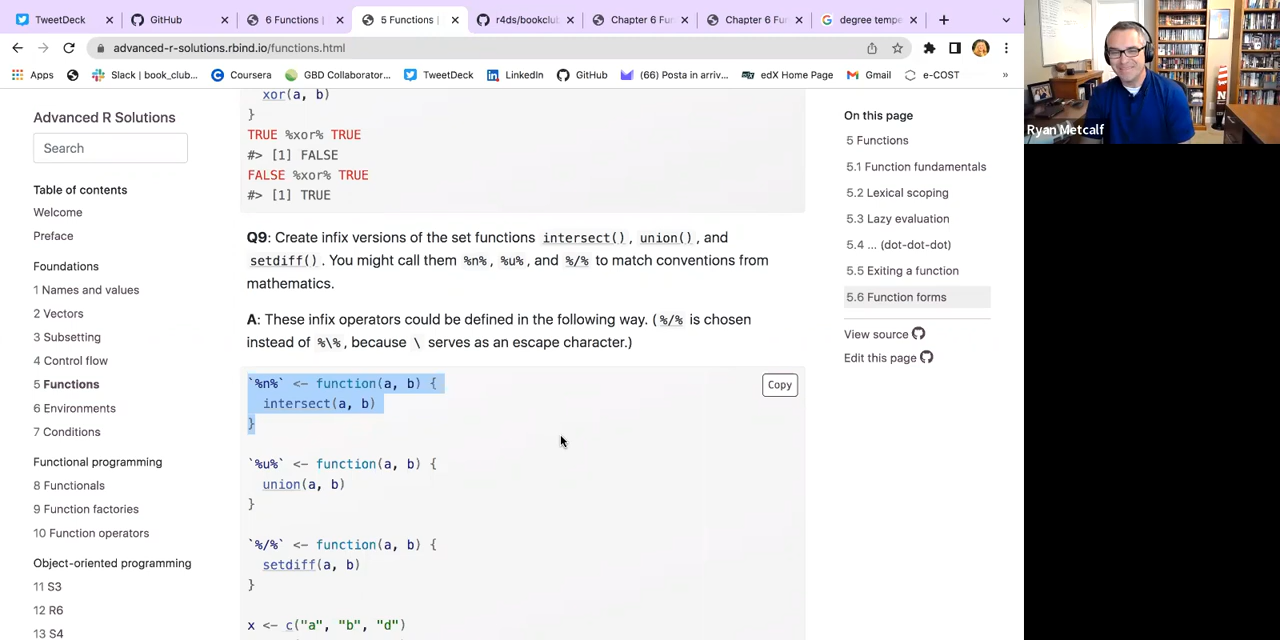 TweetDeck
GitHub
6 Functions |
5 Functions |
r4ds/bookclu
Chapter 6 Fun
Chapter 6 Fun
degree tempe
advanced-r-solutions.rbind.io/functions.html
Apps
Slack | book_club...
Coursera
GBD Collaborator...
TweetDeck
LinkedIn
GitHub
(66) Posta in arriv...
edX Home Page
Gmail
e-COST
»
Advanced R Solutions
Search
Table of contents
Welcome
Preface
Foundations
1 Names and values
2 Vectors
3 Subsetting
4 Control flow
5 Functions
6 Environments
7 Conditions
Functional programming
8 Functionals
9 Function factories
10 Function operators
Object-oriented programming
11 S3
12 R6
13 S4
xor(a, b)
}
TRUE %xor% TRUE
#> [1] FALSE
FALSE %xor% TRUE
#> [1] TRUE
Q9: Create infix versions of the set functions intersect(), union(), and
setdiff(). You might call them %n%, %u%, and %/% to match conventions from
mathematics.
A: These infix operators could be defined in the following way. (%/% is chosen
instead of %\%, because \ serves as an escape character.)
Copy
`%n%` <- function(a, b) {
intersect(a, b)
}
`%u%` <- function(a, b) {
union(a, b)
}
`%/%` <- function(a, b) {
setdiff(a, b)
}
x <- c("a", "b", "d")
On this page
5 Functions
5.1 Function fundamentals
5.2 Lexical scoping
5.3 Lazy evaluation
5.4 ... (dot-dot-dot)
5.5 Exiting a function
5.6 Function forms
View source
Edit this page
Ryan Metcalf